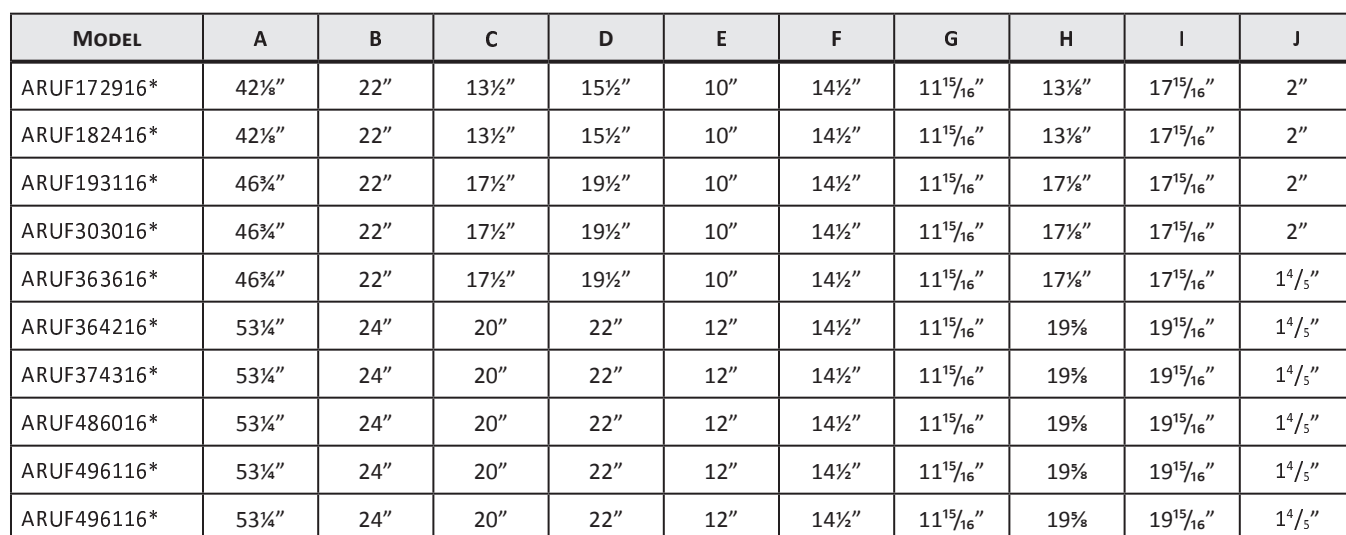 MODEL A B C D E F G H I J
ARUF172916* 42⅛” 22” 13½” 15½” 10” 14½” 11¹⁵⁄₁₆” 13⅛” 17¹⁵⁄₁₆” 2”
ARUF182416* 42⅛” 22” 13½” 15½” 10” 14½” 11¹⁵⁄₁₆” 13⅛” 17¹⁵⁄₁₆” 2”
ARUF193116* 46¾” 22” 17½” 19½” 10” 14½” 11¹⁵⁄₁₆” 17⅛” 17¹⁵⁄₁₆” 2”
ARUF303016* 46¾” 22” 17½” 19½” 10” 14½” 11¹⁵⁄₁₆” 17⅛” 17¹⁵⁄₁₆” 2”
ARUF363616* 46¾” 22” 17½” 19½” 10” 14½” 11¹⁵⁄₁₆” 17⅛” 17¹⁵⁄₁₆” 1⁴/₅”
ARUF364216* 53¼” 24” 20” 22” 12” 14½” 11¹⁵⁄₁₆” 19⅝ 19¹⁵⁄₁₆” 1⁴/₅”
ARUF374316* 53¼” 24” 20” 22” 12” 14½” 11¹⁵⁄₁₆” 19⅝ 19¹⁵⁄₁₆” 1⁴/₅”
ARUF486016* 53¼” 24” 20” 22” 12” 14½” 11¹⁵⁄₁₆” 19⅝ 19¹⁵⁄₁₆” 1⁴/₅”
ARUF496116* 53¼” 24” 20” 22” 12” 14½” 11¹⁵⁄₁₆” 19⅝ 19¹⁵⁄₁₆” 1⁴/₅”
ARUF496116* 53¼” 24” 20” 22” 12” 14½” 11¹⁵⁄₁₆” 19⅝ 19¹⁵⁄₁₆” 1⁴/₅”